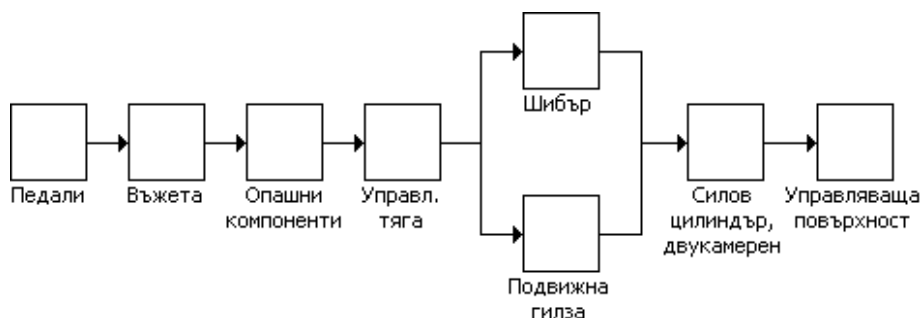 Шибър
Педали
Въжета
Опашни
компоненти
Управл.
тяга
Силов
цилиндър,
двукамерен
Управляваща
повърхност
Подвижна
гилза